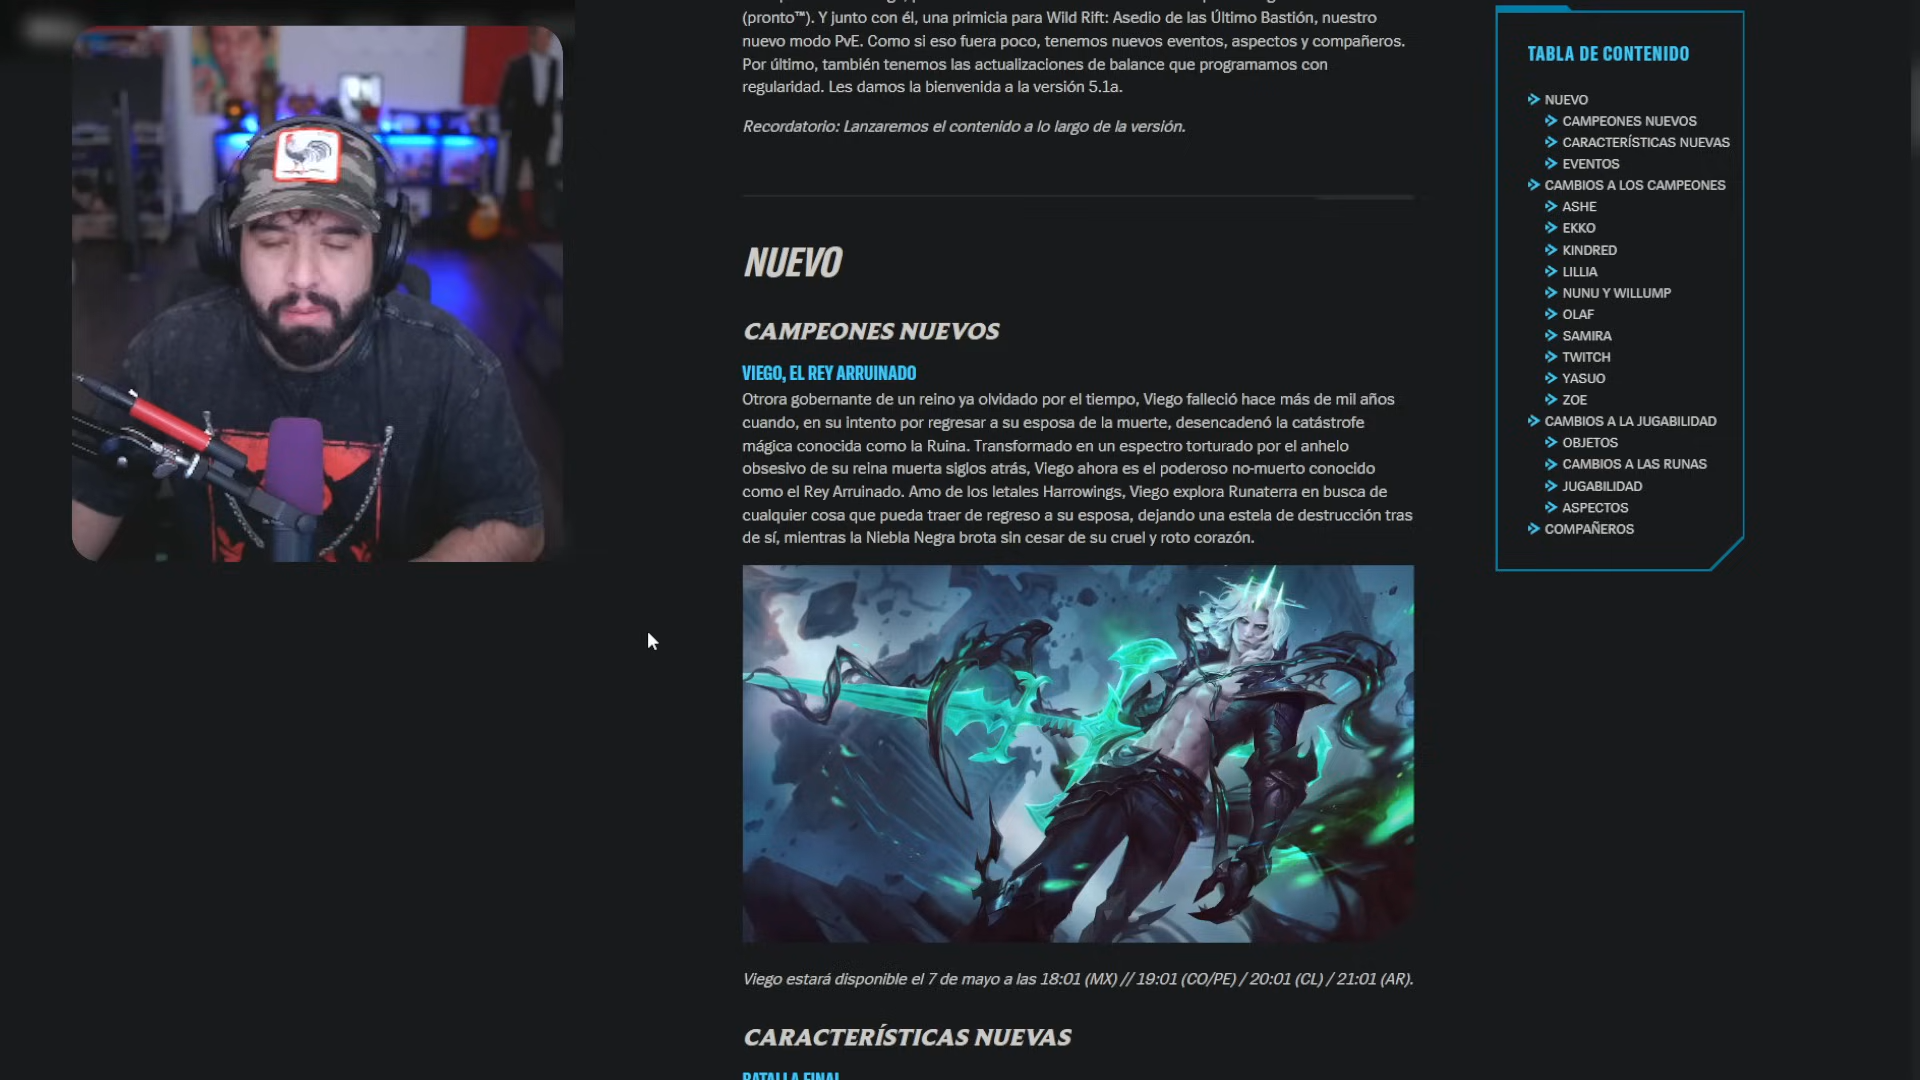 (pronto™). Y junto con él, una primicia para Wild Rift: Asedio de las Último Bastión, nuestro
nuevo modo PvE. Como si eso fuera poco, tenemos nuevos eventos, aspectos y compañeros.
Por último, también tenemos las actualizaciones de balance que programamos con
regularidad. Les damos la bienvenida a la versión 5.1a.
Recordatorio: Lanzaremos el contenido a lo largo de la versión.
NUEVO
CAMPEONES NUEVOS
VIEGO, EL REY ARRUINADO
Otrora gobernante de un reino ya olvidado por el tiempo, Viego falleció hace más de mil años
cuando, en su intento por regresar a su esposa de la muerte, desencadenó la catástrofe
mágica conocida como la Ruina. Transformado en un espectro torturado por el anhelo
obsesivo de su reina muerta siglos atrás, Viego ahora es el poderoso no-muerto conocido
como el Rey Arruinado. Amo de los letales Harrowings, Viego explora Runaterra en busca de
cualquier cosa que pueda traer de regreso a su esposa, dejando una estela de destrucción tras
de sí, mientras la Niebla Negra brota sin cesar de su cruel y roto corazón.
Viego estará disponible el 7 de mayo a las 18:01 (MX) // 19:01 (CO/PE) / 20:01 (CL) / 21:01 (AR).
CARACTERÍSTICAS NUEVAS
BATALLA FINAL
TABLA DE CONTENIDO
NUEVO
CAMPEONES NUEVOS
CARACTERÍSTICAS NUEVAS
EVENTOS
CAMBIOS A LOS CAMPEONES
ASHE
EKKO
KINDRED
LILLIA
NUNU Y WILLUMP
OLAF
SAMIRA
TWITCH
YASUO
ZOE
CAMBIOS A LA JUGABILIDAD
OBJETOS
CAMBIOS A LAS RUNAS
JUGABILIDAD
ASPECTOS
COMPAÑEROS